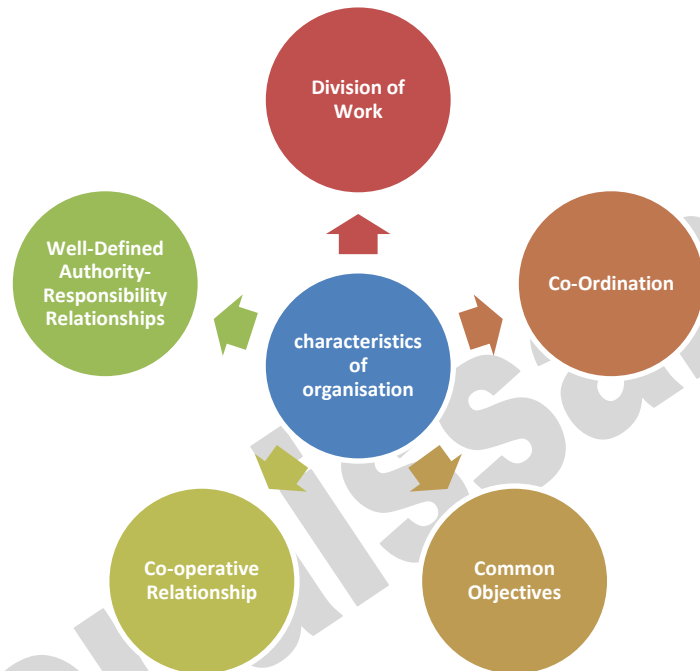 Division of
Work
Well-Defined
Authority-
Responsibility
Relationships
Co-Ordination
characteristics
of
organisation
Co-operative
Relationship
Common
Objectives